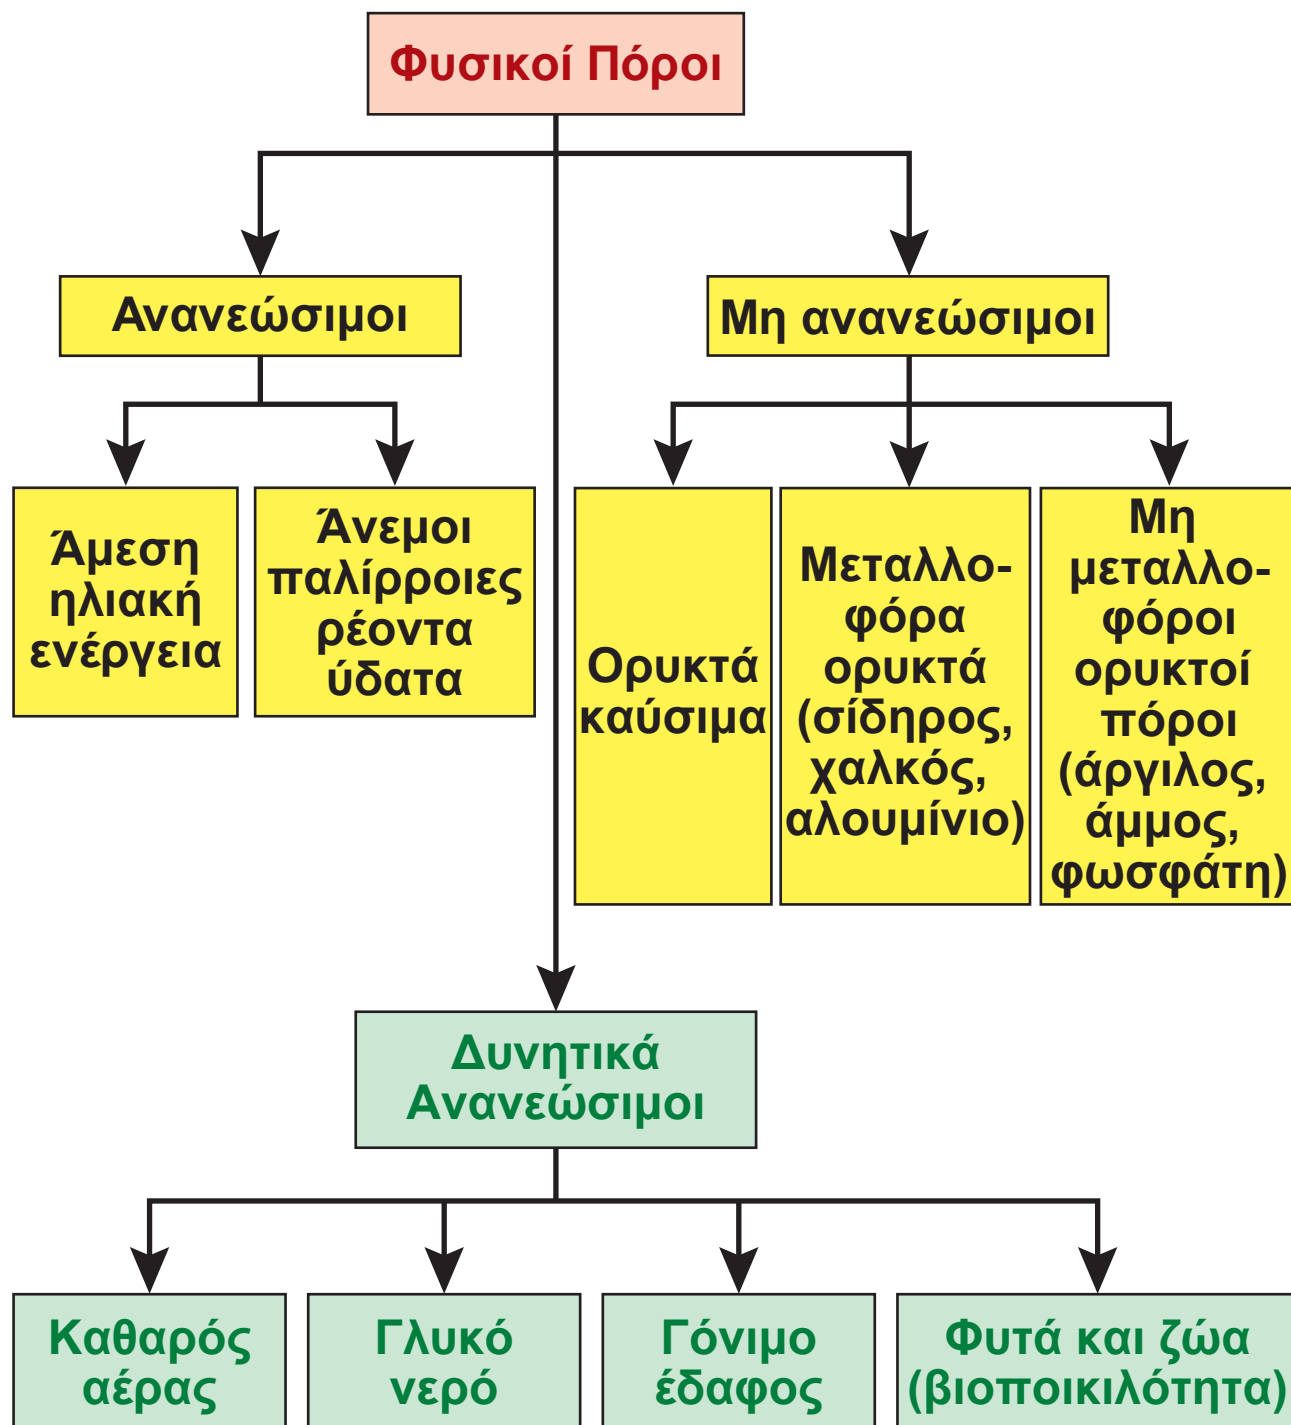 Φυσικοί Πόροι
Ανανεώσιμοι
Μη ανανεώσιμοι
Άμεση
ηλιακή
ενέργεια
Άνεμοι
παλίρροιες
ρέοντα
ύδατα
Ορυκτά
καύσιμα
Μεταλλο-
φόρα
ορυκτά
(σίδηρος,
χαλκός,
αλουμίνιο)
Μη
μεταλλο-
φόροι
ορυκτοί
πόροι
(άργιλος,
άμμος,
φωσφάτη)
Δυνητικά
Ανανεώσιμοι
Καθαρός
αέρας
Γλυκό
νερό
Γόνιμο
έδαφος
Φυτά και ζώα
(βιοποικιλότητα)